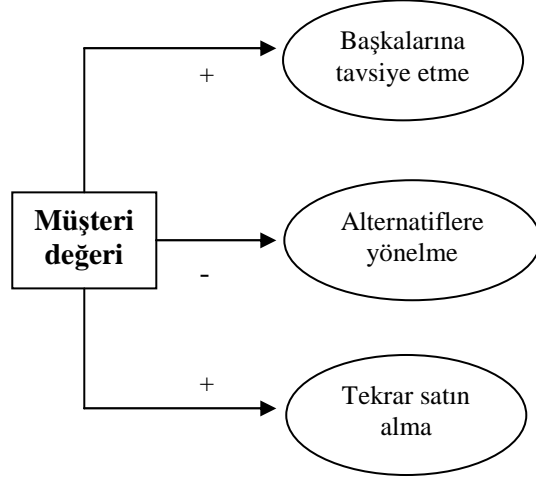 Başkalarına
tavsiye etme
+
Müşteri
değeri
Alternatiflere
yönelme
-
+
Tekrar satın
alma